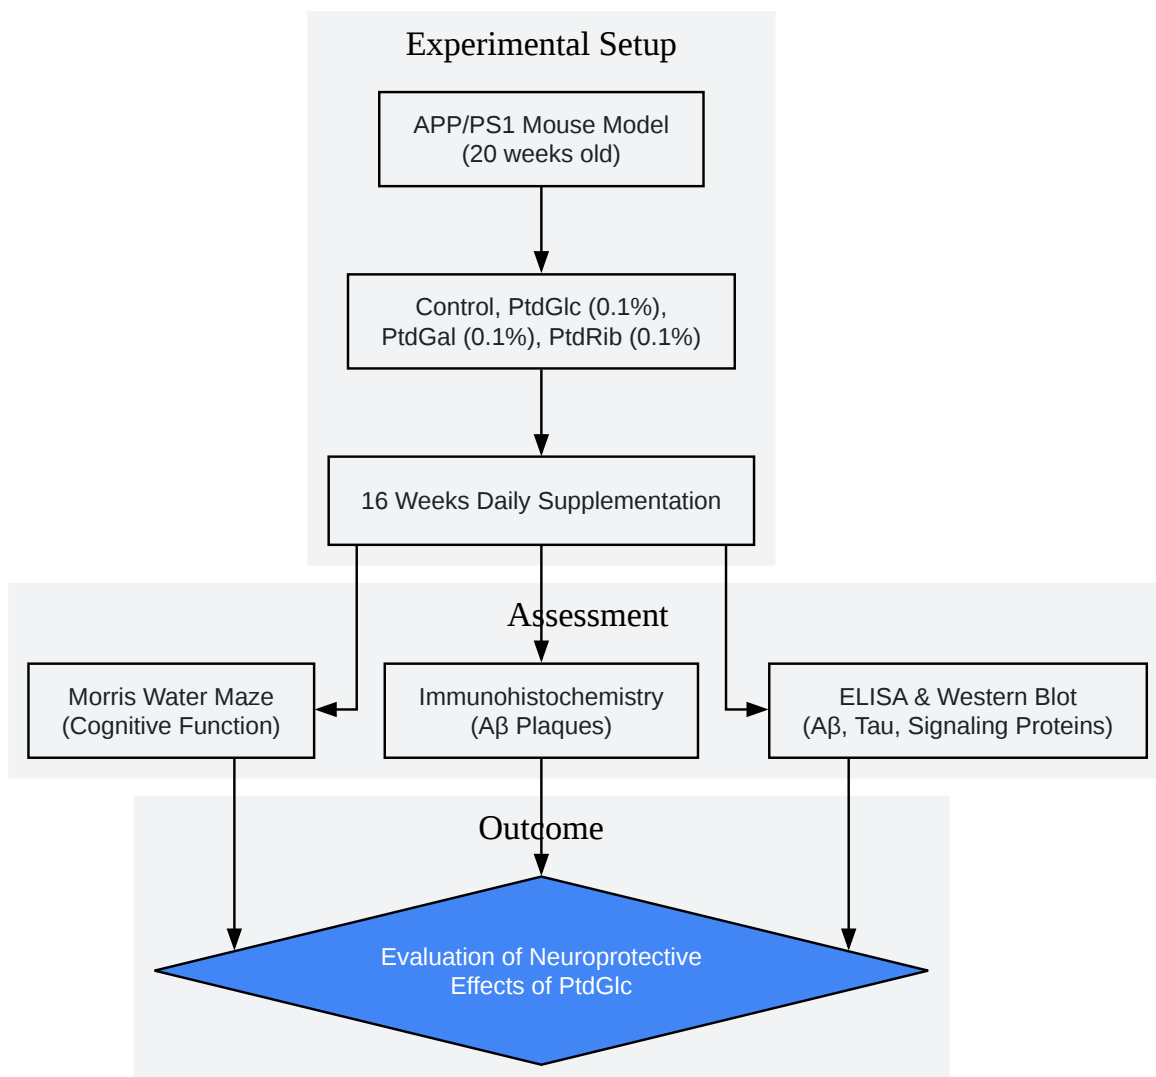 Experimental Setup
APP/PS1 Mouse Model
(20 weeks old)
Control, PtdGlc (0.1%),
PtdGal (0.1%), PtdRib (0.1%)
16 Weeks Daily Supplementation
Assessment
Morris Water Maze
(Cognitive Function)
Immunohistochemistry
(Aβ Plaques)
ELISA & Western Blot
(Aβ, Tau, Signaling Proteins)
Outcome
Evaluation of Neuroprotective
Effects of PtdGlc